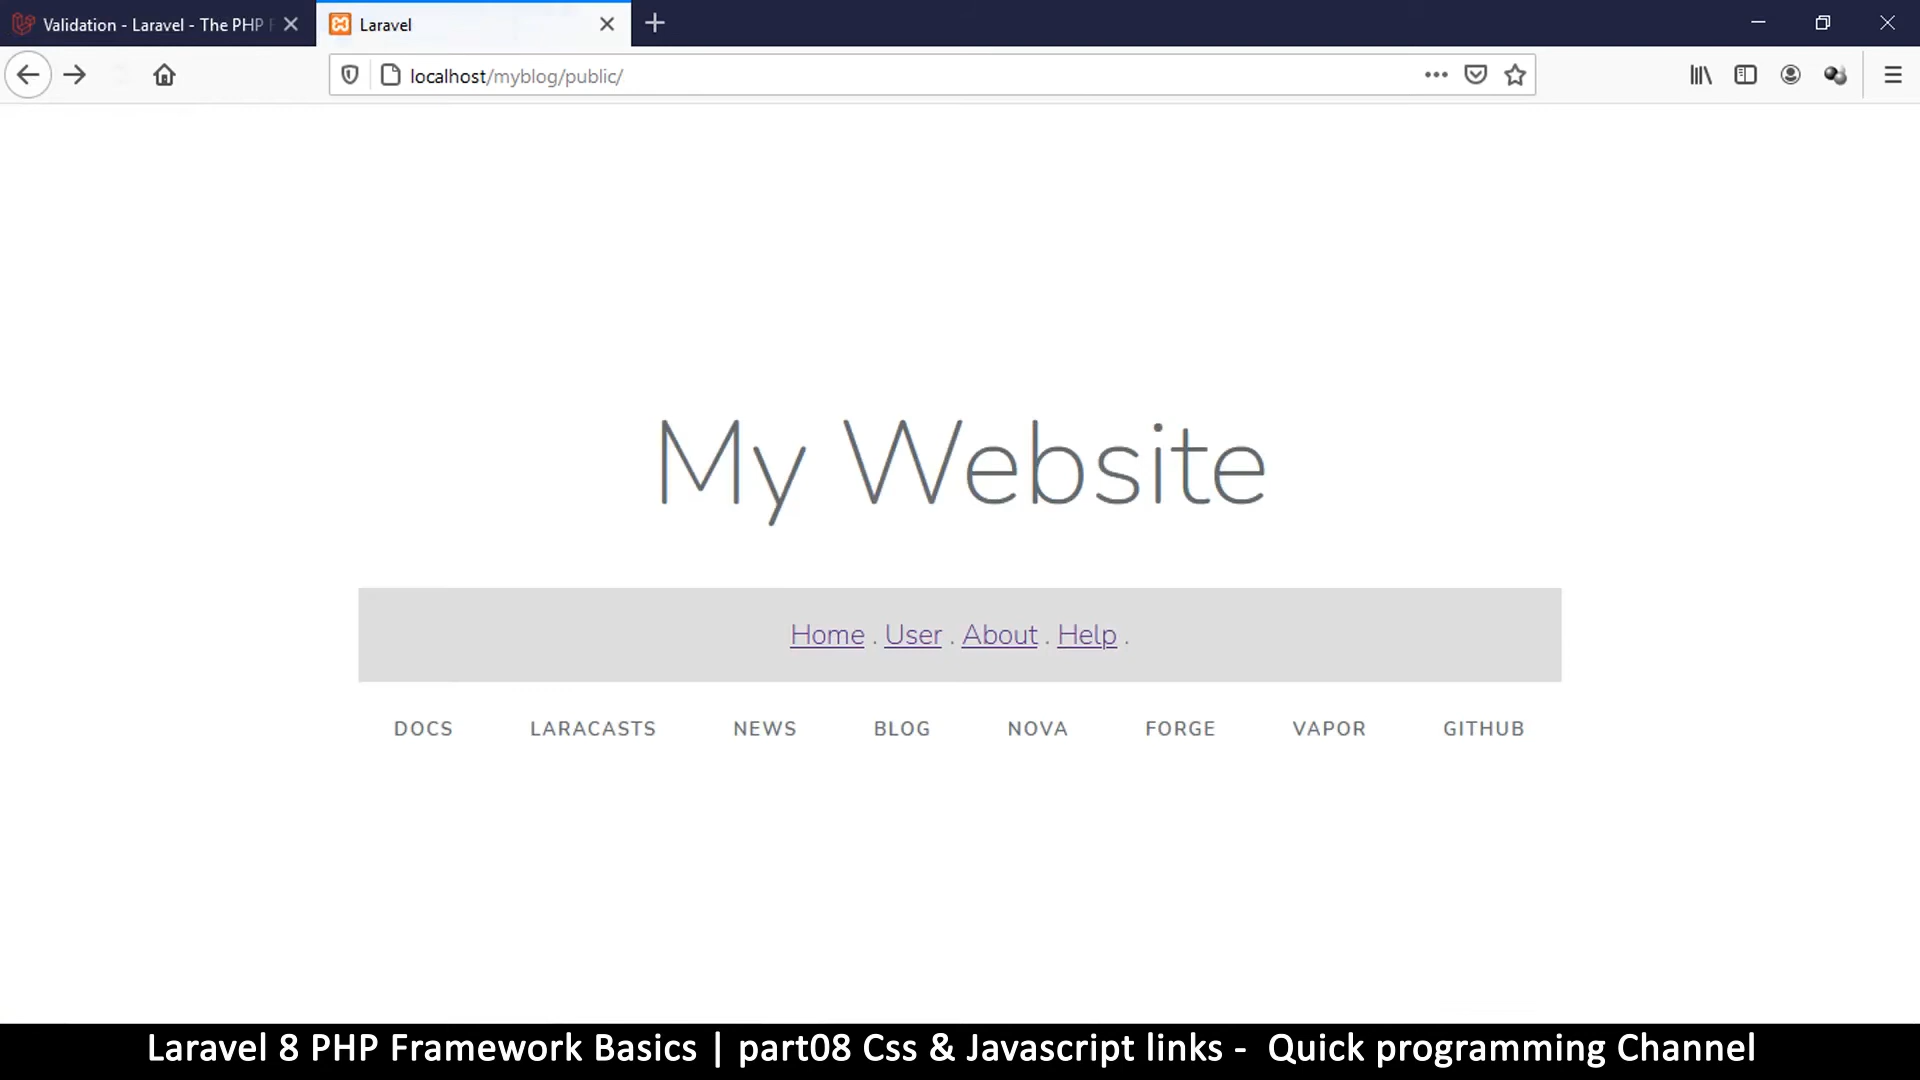 Validation - Laravel - The PHP F
Laravel
localhost/myblog/public/
My Website
Home . User . About . Help .
DOCS LARACASTS NEWS BLOG NOVA FORGE VAPOR GITHUB
Laravel 8 PHP Framework Basics | part08 Css & Javascript links - Quick programming Channel